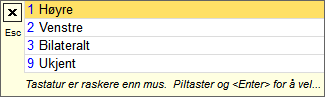 1 Høyre
2 Venstre
Esc
3 Bilateralt
9 Ukjent
Tastatur er raskere enn mus. Piltaster og <Enter> for å vel...